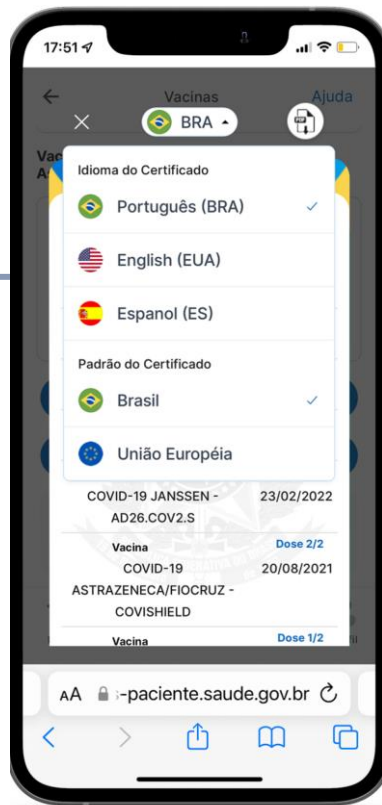 17:51
Vacinas
Ajuda
BRA
PDF
Idioma do Certificado
Português (BRA)
English (EUA)
Espanol (ES)
Padrão do Certificado
Brasil
União Européia
COVID-19 JANSSEN - 23/02/2022
AD26.COV2.S
Vacina Dose 2/2
COVID-19 20/08/2021
ASTRAZENECA/FIOCRUZ -
COVISHIELD
Vacina Dose 1/2
AA -paciente.saude.gov.br